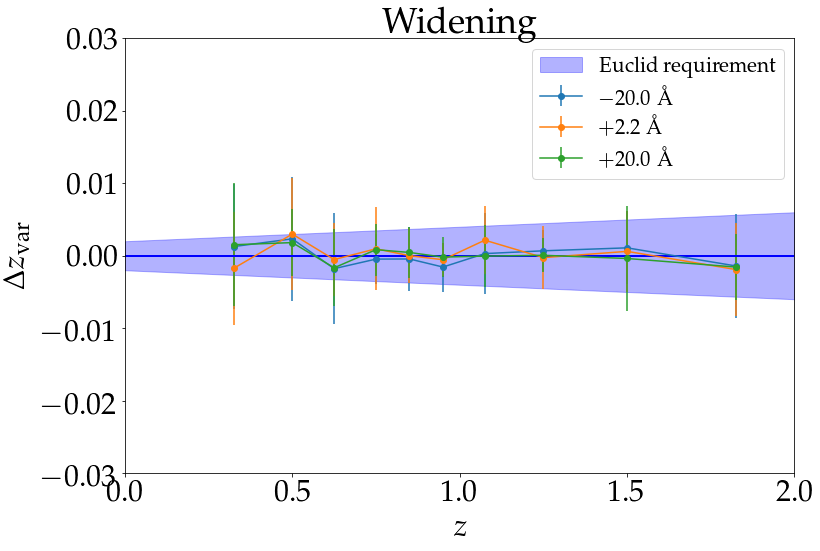 Widening
Euclid requirement
−20.0 Å
+2.2 Å
+20.0 Å
0.03
0.02
0.01
0.00
−0.01
−0.02
−0.03
Δz_var
0.0 0.5 1.0 1.5 2.0
z